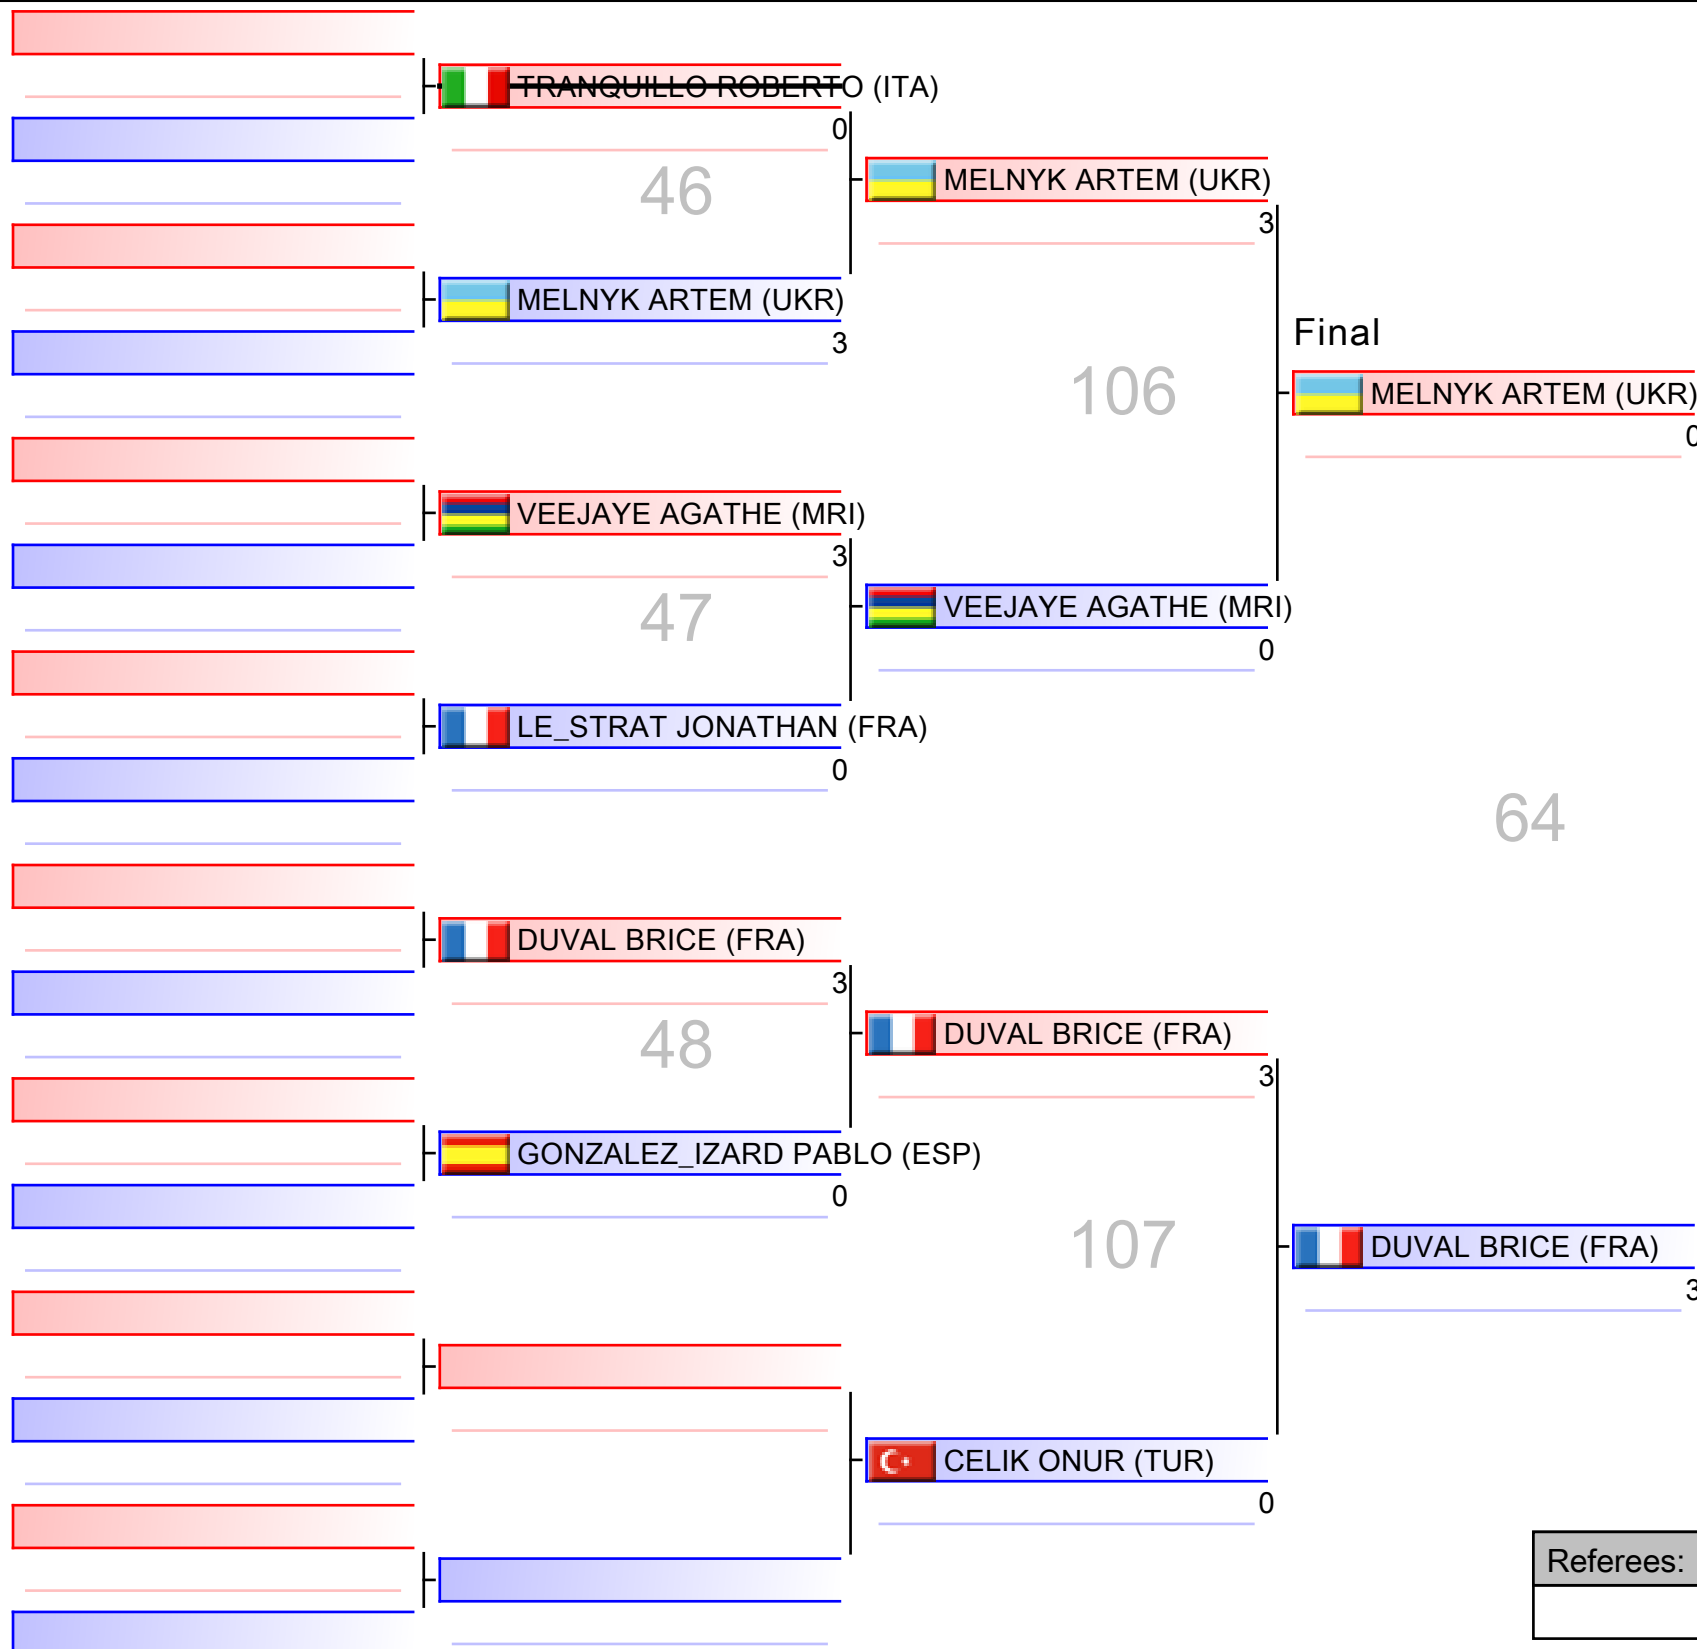 TRANQUILLO ROBERTO (ITA)
0
46
MELNYK ARTEM (UKR)
3
MELNYK ARTEM (UKR)
3
Final
106
MELNYK ARTEM (UKR)
0
VEEJAYE AGATHE (MRI)
3
47
VEEJAYE AGATHE (MRI)
0
LE_STRAT JONATHAN (FRA)
0
64
DUVAL BRICE (FRA)
3
48
DUVAL BRICE (FRA)
3
GONZALEZ_IZARD PABLO (ESP)
0
107
DUVAL BRICE (FRA)
3
CELIK ONUR (TUR)
0
Referees: